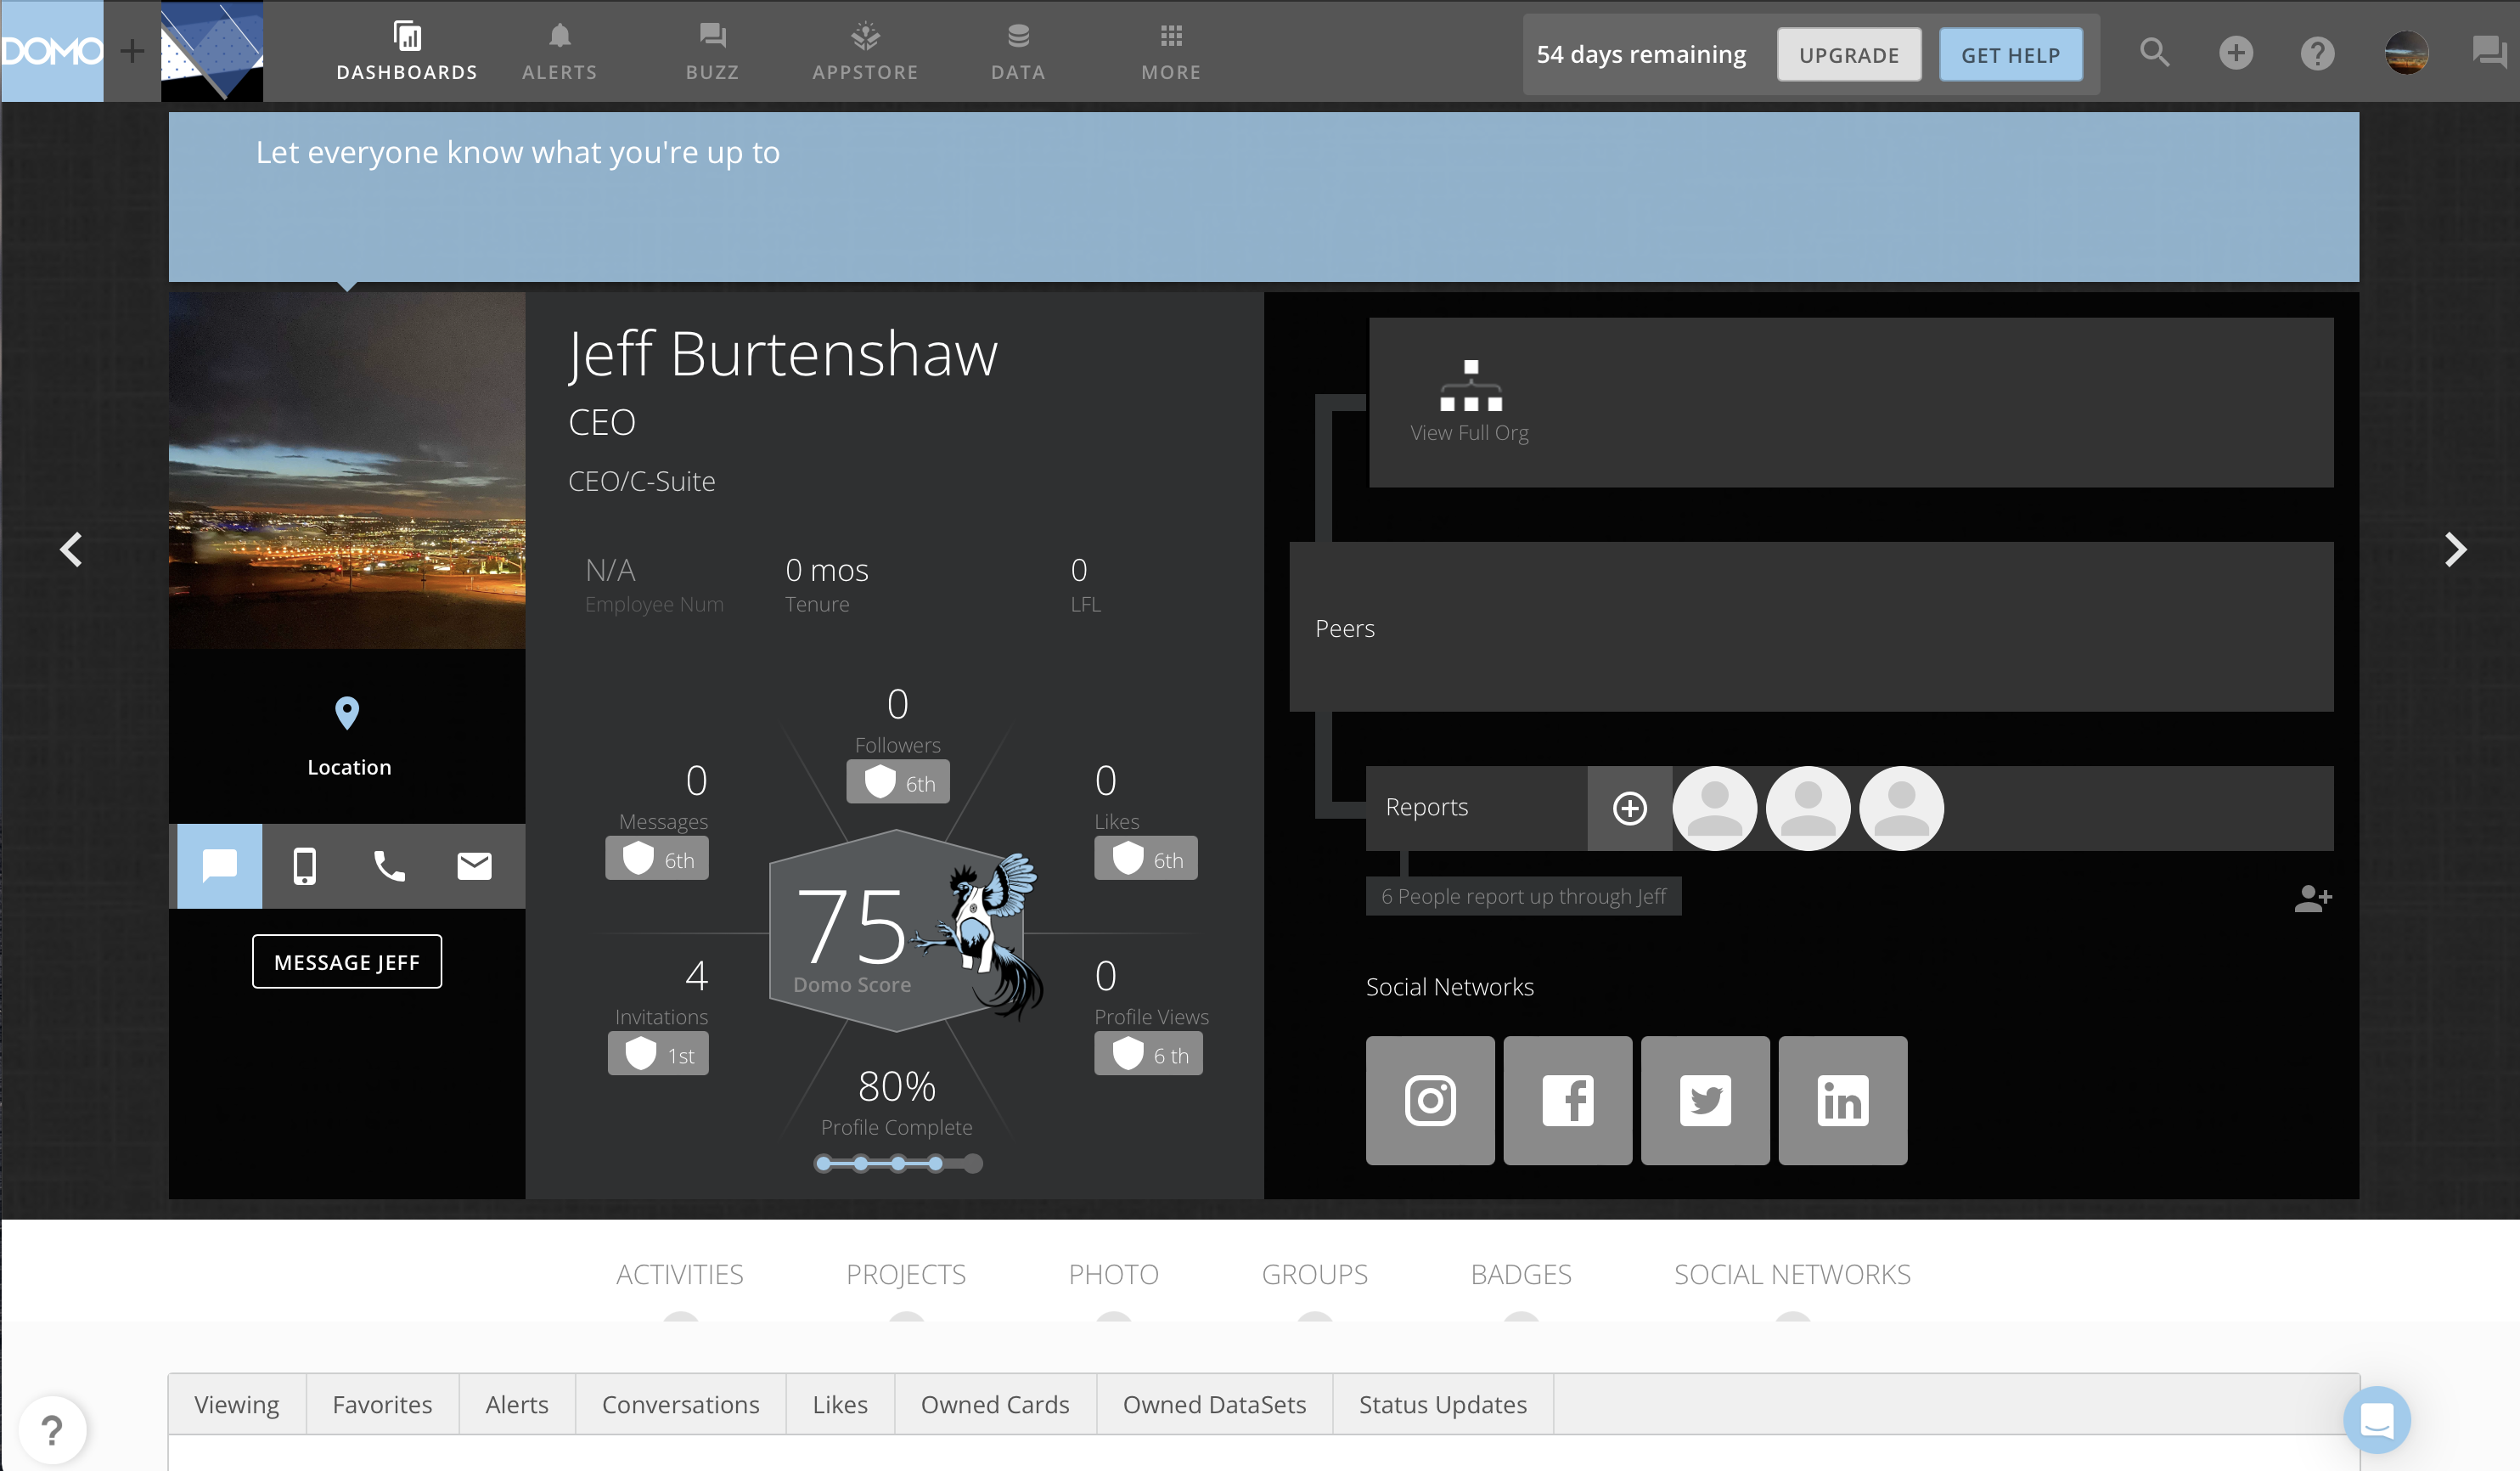 DOMO
DASHBOARDS
ALERTS
BUZZ
APPSTORE
DATA
MORE
54 days remaining
UPGRADE
GET HELP
Let everyone know what you're up to
Jeff Burtenshaw
CEO
CEO/C-Suite
N/A
Employee Num
0 mos
Tenure
0
LFL
Location
MESSAGE JEFF
0
Followers
6th
0
Messages
6th
0
Likes
6th
75
Domo Score
4
Invitations
1st
0
Profile Views
6 th
80%
Profile Complete
View Full Org
Peers
Reports
6 People report up through Jeff
Social Networks
ACTIVITIES
PROJECTS
PHOTO
GROUPS
BADGES
SOCIAL NETWORKS
Viewing
Favorites
Alerts
Conversations
Likes
Owned Cards
Owned DataSets
Status Updates